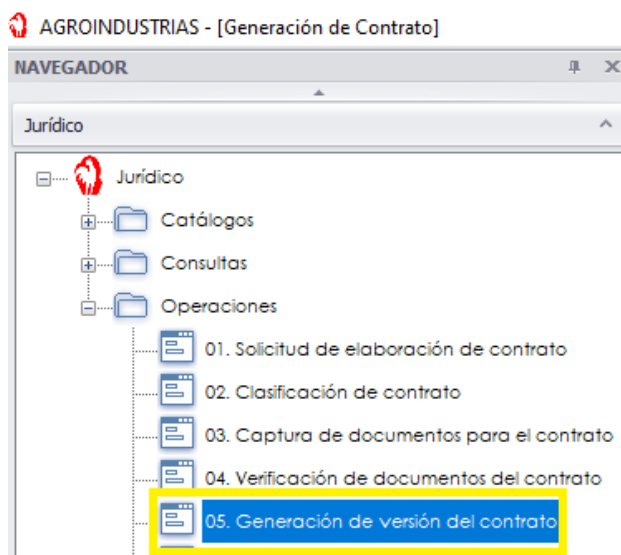 AGROINDUSTRIAS - [Generación de Contrato]
NAVEGADOR
Jurídico
Jurídico
Catálogos
Consultas
Operaciones
01. Solicitud de elaboración de contrato
02. Clasificación de contrato
03. Captura de documentos para el contrato
04. Verificación de documentos del contrato
05. Generación de versión del contrato